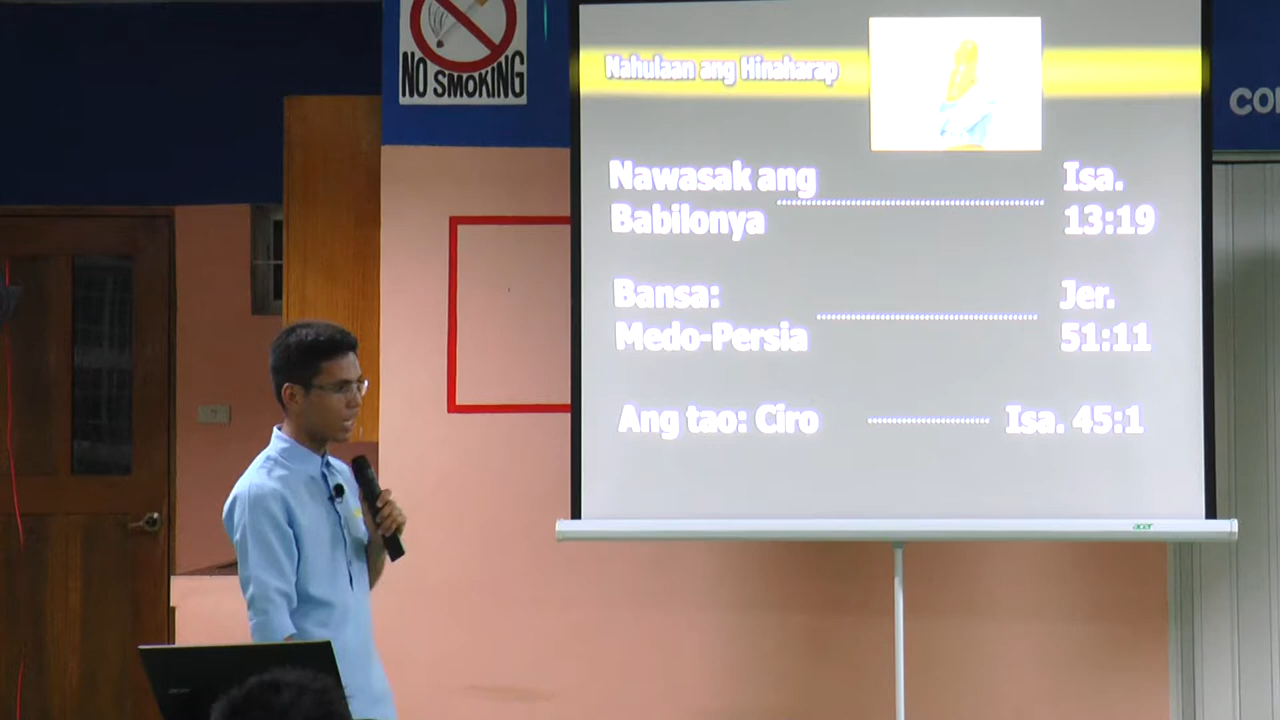 NO SMOKING
Nahulaan ang Hinaharap
Nawasak ang
Babilonya
Isa.
13:19
Bansa:
Medo-Persia
Jer.
51:11
Ang tao: Ciro
Isa. 45:1
acer